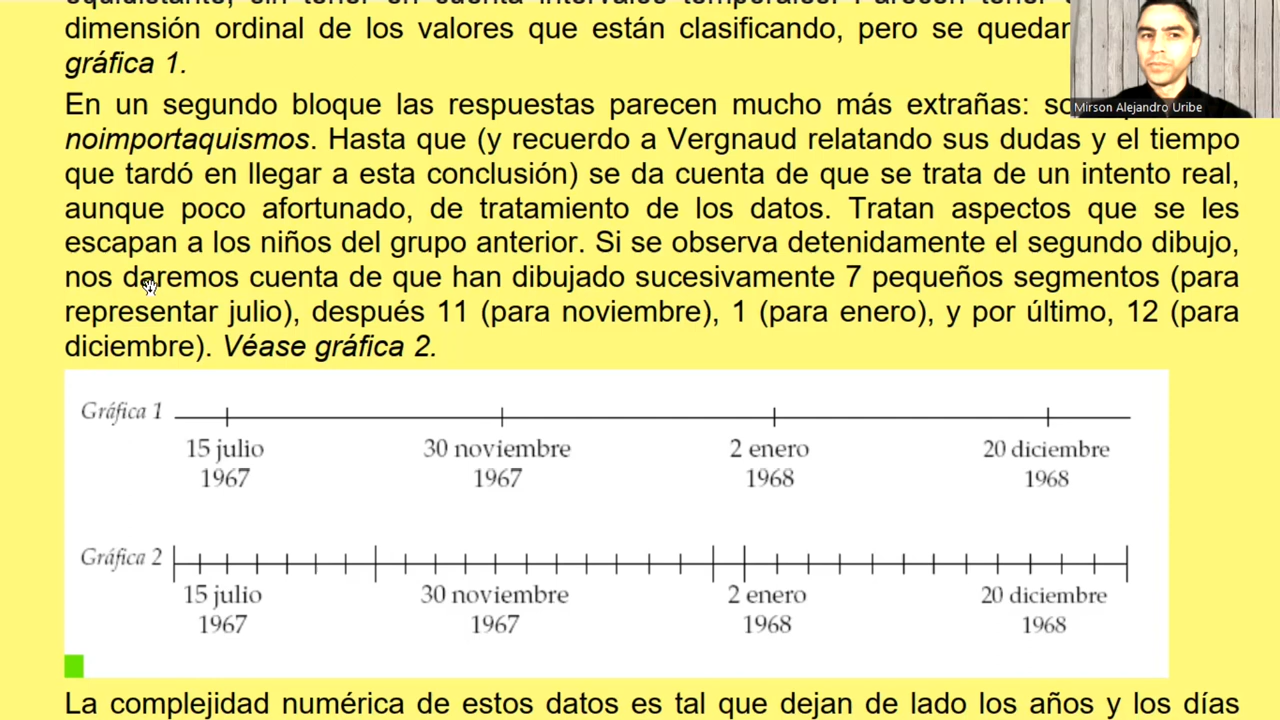 dimensión ordinal de los valores que están clasificando, pero se quedar
gráfica 1.
En un segundo bloque las respuestas parecen mucho más extrañas:
Mirson Alejandro Uribe
noimportaquismos. Hasta que (y recuerdo a Vergnaud relatando sus dudas y el tiempo
que tardó en llegar a esta conclusión) se da cuenta de que se trata de un intento real,
aunque poco afortunado, de tratamiento de los datos. Tratan aspectos que se les
escapan a los niños del grupo anterior. Si se observa detenidamente el segundo dibujo,
nos daremos cuenta de que han dibujado sucesivamente 7 pequeños segmentos (para
representar julio), después 11 (para noviembre), 1 (para enero), y por último, 12 (para
diciembre). Véase gráfica 2.
Gráfica 1
15 julio 30 noviembre 2 enero 20 diciembre
1967 1967 1968 1968
Gráfica 2
15 julio 30 noviembre 2 enero 20 diciembre
1967 1967 1968 1968
La complejidad numérica de estos datos es tal que dejan de lado los años y los días